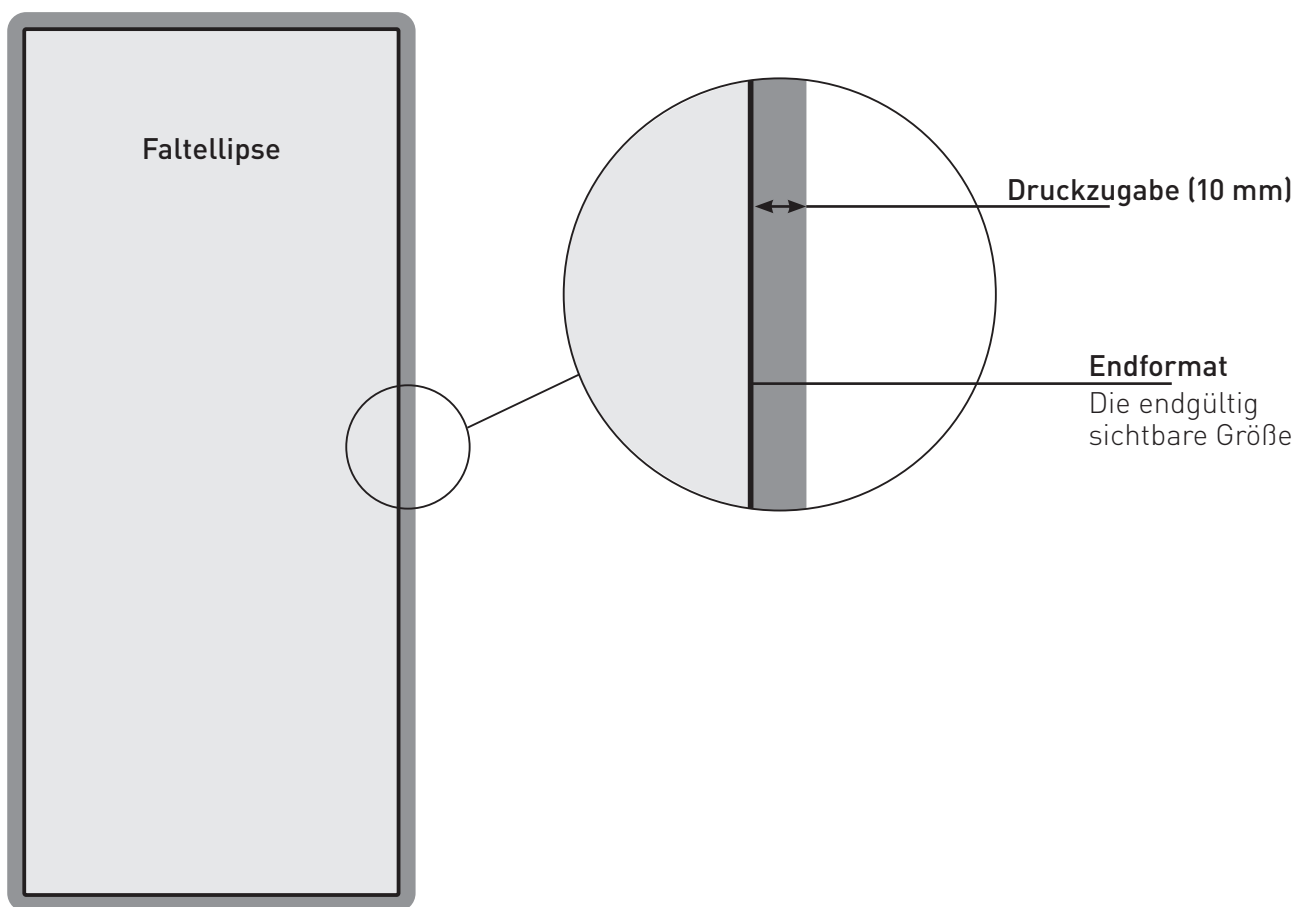 Faltellipse
Druckzugabe (10 mm)
Endformat
Die endgültig
sichtbare Größe